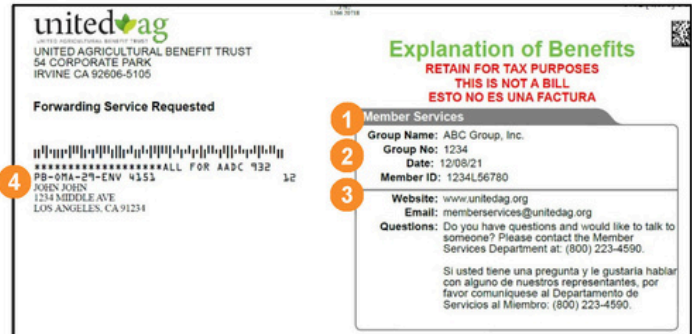 united ag
UNITED AGRICULTURAL BENEFIT TRUST
UNITED AGRICULTURAL BENEFIT TRUST
54 CORPORATE PARK
IRVINE CA 92606-5105
Forwarding Service Requested
*******************ALL FOR AADC 932
PB-OMA-29-ENV 4151 12
4
JOHN JOHN
1234 MIDDLE AVE
LOS ANGELES, CA 91234
Explanation of Benefits
RETAIN FOR TAX PURPOSES
THIS IS NOT A BILL
ESTO NO ES UNA FACTURA
1
Member Services
Group Name: ABC Group, Inc.
2
Group No: 1234
Date: 12/08/21
Member ID: 1234L56780
3
Website: www.unitedag.org
Email: memberservices@unitedag.org
Questions: Do you have questions and would like to talk to
someone? Please contact the Member
Services Department at: (800) 223-4590.
Si usted tiene una pregunta y le gustaria hablar
con alguno de nuestros representantes, por
favor comuniquese al Departamento de
Servicios al Miembro: (800) 223-4590.